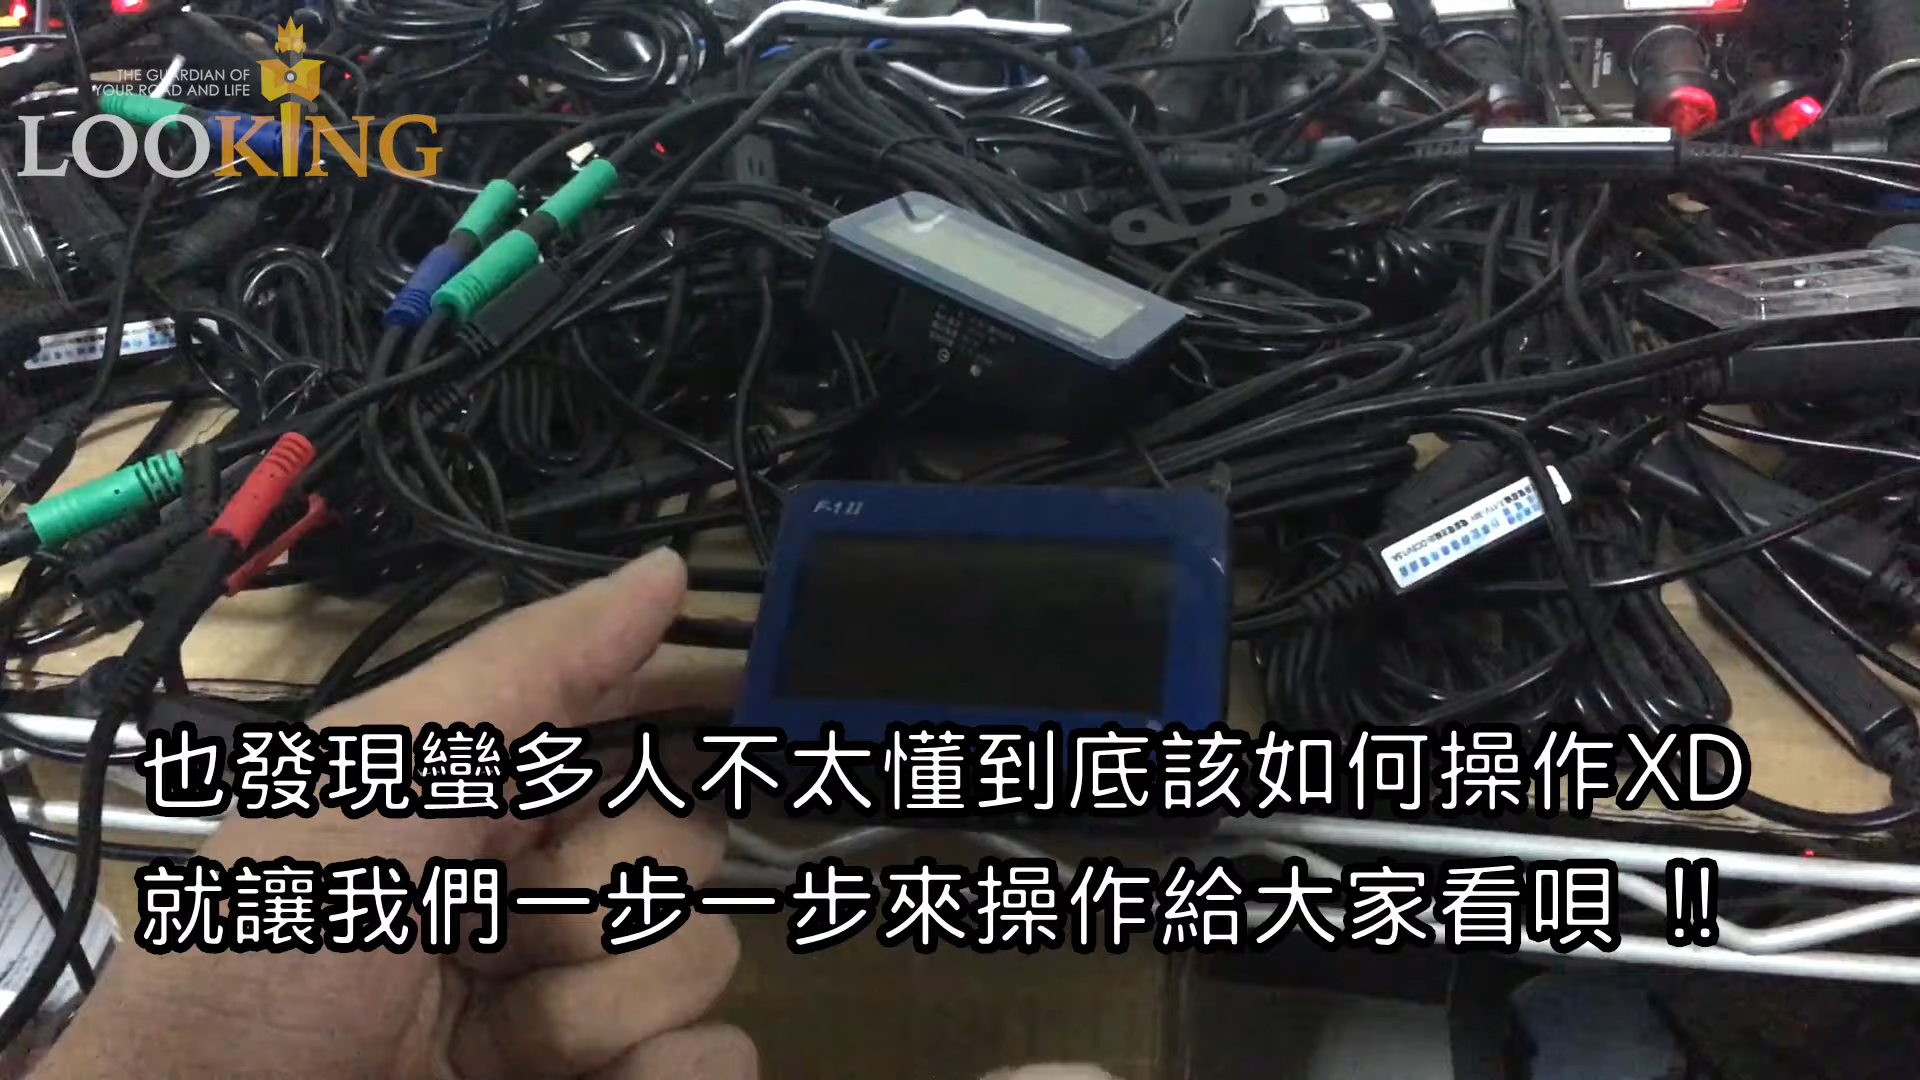 THE GUARDIAN OF
YOUR ROAD AND LIFE
LOOKING
F-1 II
也發現蠻多人不太懂到底該如何操作XD
就讓我們一步一步來操作給大家看唄 !!